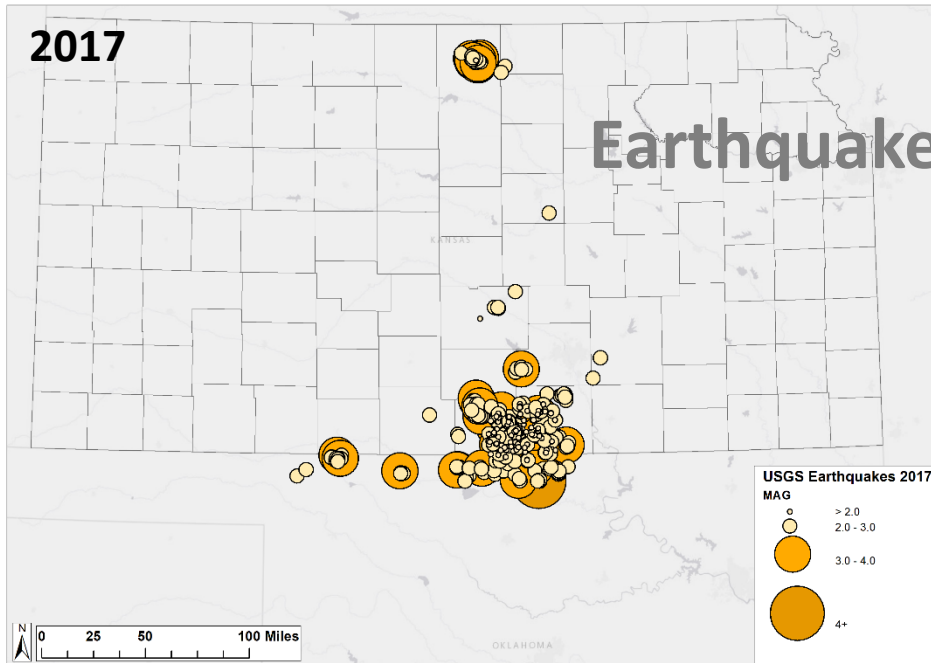 2017
Earthquake
KANSAS
USGS Earthquakes 2017
MAG
> 2.0
2.0 - 3.0
3.0 - 4.0
4+
N
0 25 50 100 Miles
OKLAHOMA